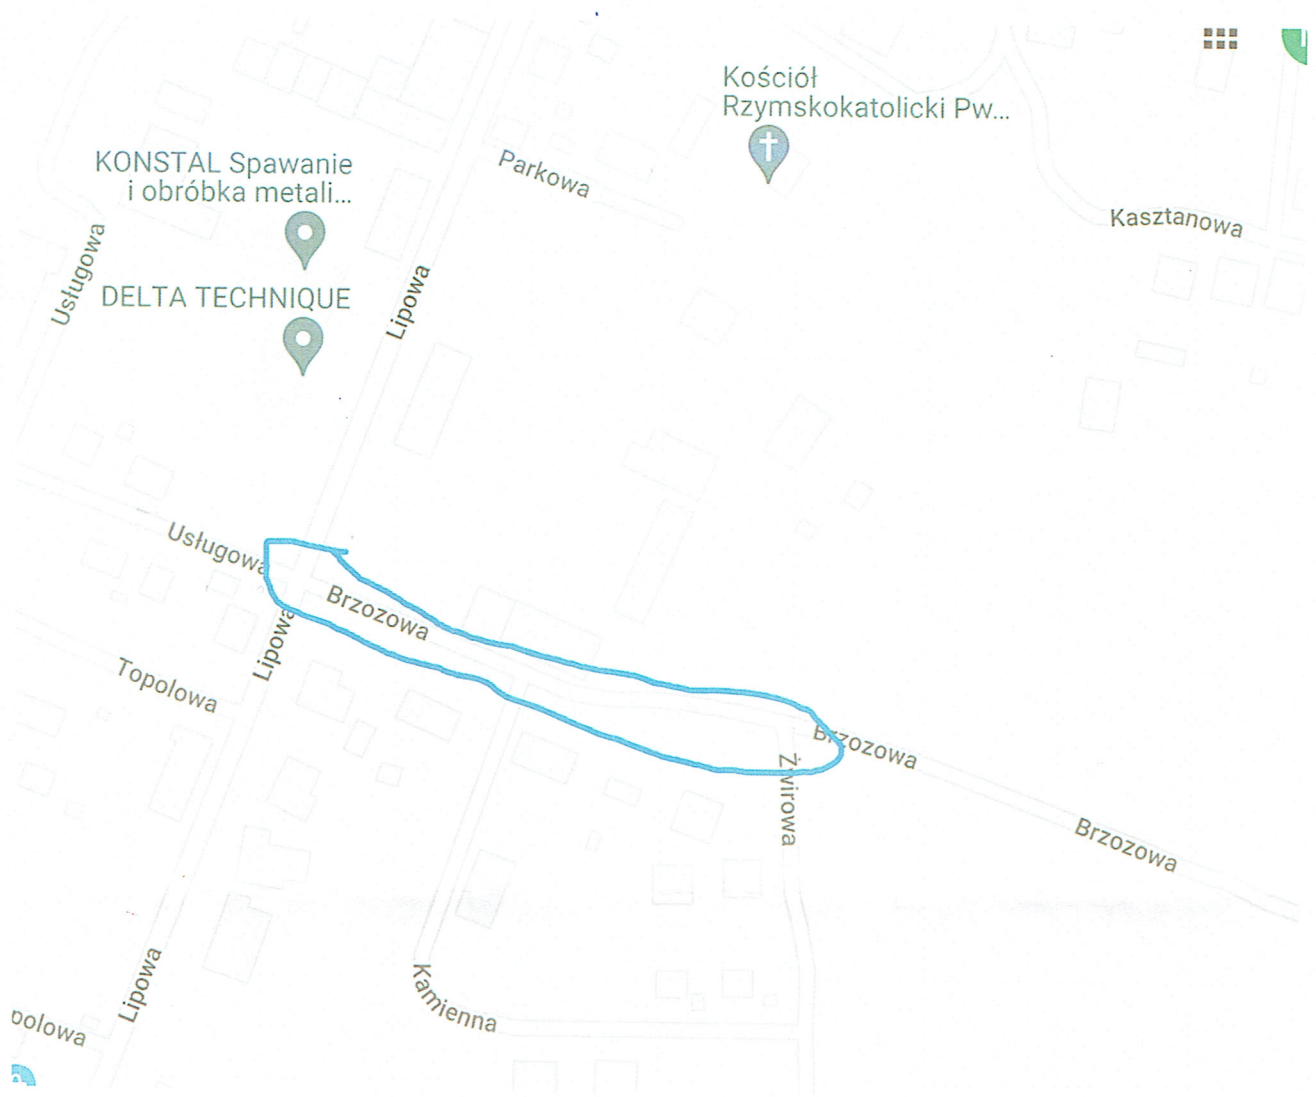 Kościół
Rzymskokatolicki Pw...
KONSTAL Spawanie
i obróbka metali...
Parkowa
Kasztanowa
Usługowa
DELTA TECHNIQUE
Lipowa
Usługowa
Brzozowa
Lipowa
Topolowa
Brzozowa
Żwirowa
Brzozowa
Lipowa
Kamienna
polowa